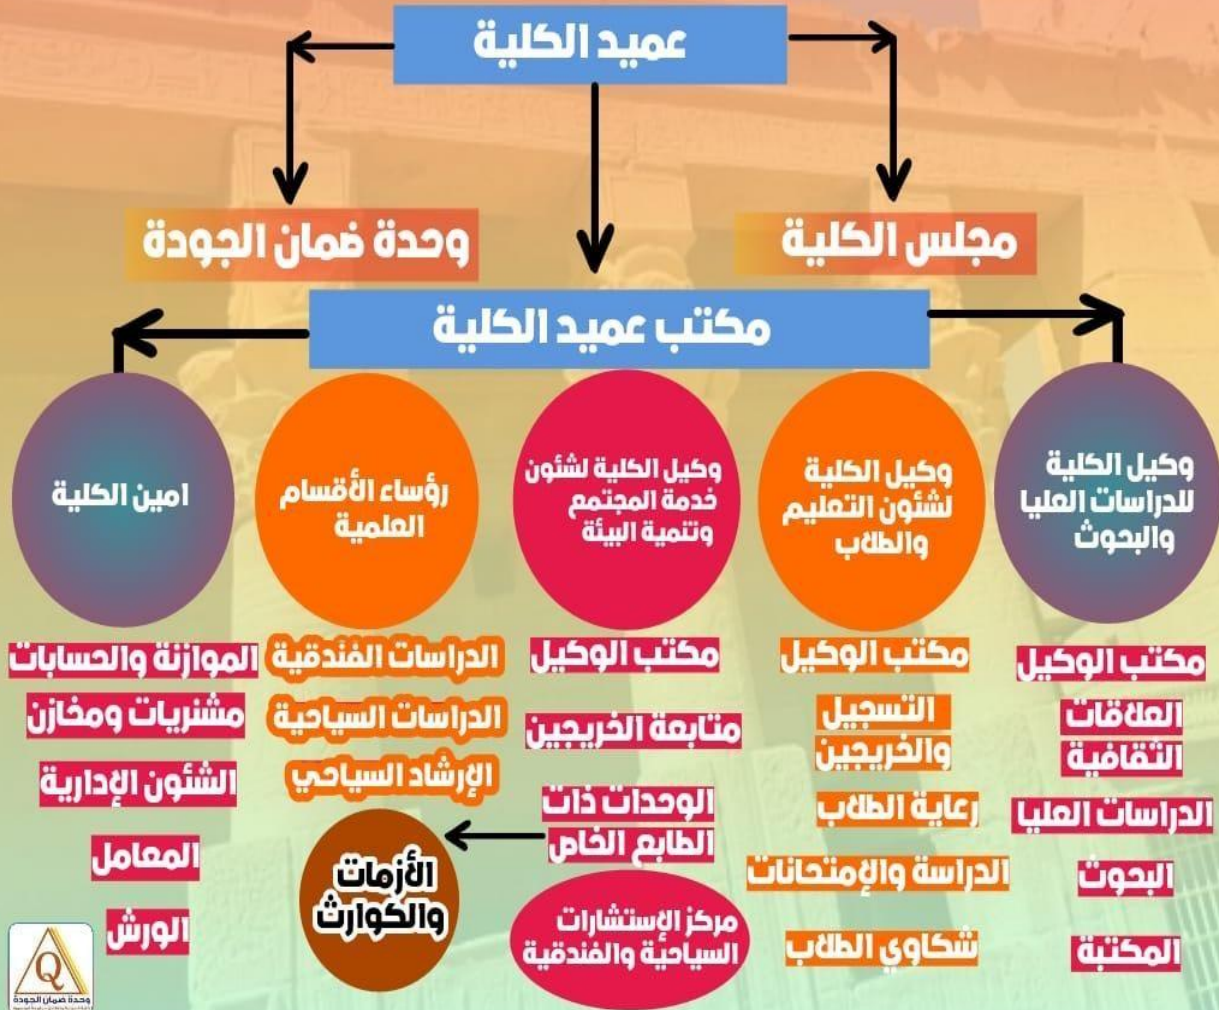 عميد الكلية
مجلس الكلية
وحدة ضمان الجودة
مكتب عميد الكلية
وكيل الكلية
للدراسات العليا
والبحوث
مكتب الوكيل
العلاقات
الثقافية
الدراسات العليا
البحوث
المكتبة
وكيل الكلية
لشئون التعليم
والطلاب
مكتب الوكيل
التسجيل
والخريجين
رعاية الطلاب
الدراسة والإمتحانات
شكاوي الطلاب
وكيل الكلية لشئون
خدمة المجتمع
وتنمية البيئة
مكتب الوكيل
متابعة الخريجين
الوحدات ذات
الطابع الخاص
مركز الإستشارات
السياحية والفندقية
رؤساء الأقسام
العلمية
الدراسات الفندقية
الدراسات السياحية
الإرشاد السياحي
الأزمات
والكوارث
امين الكلية
الموازنة والحسابات
مشتريات ومخازن
الشئون الإدارية
المعامل
الورش
Q
وحدة ضمان الجودة